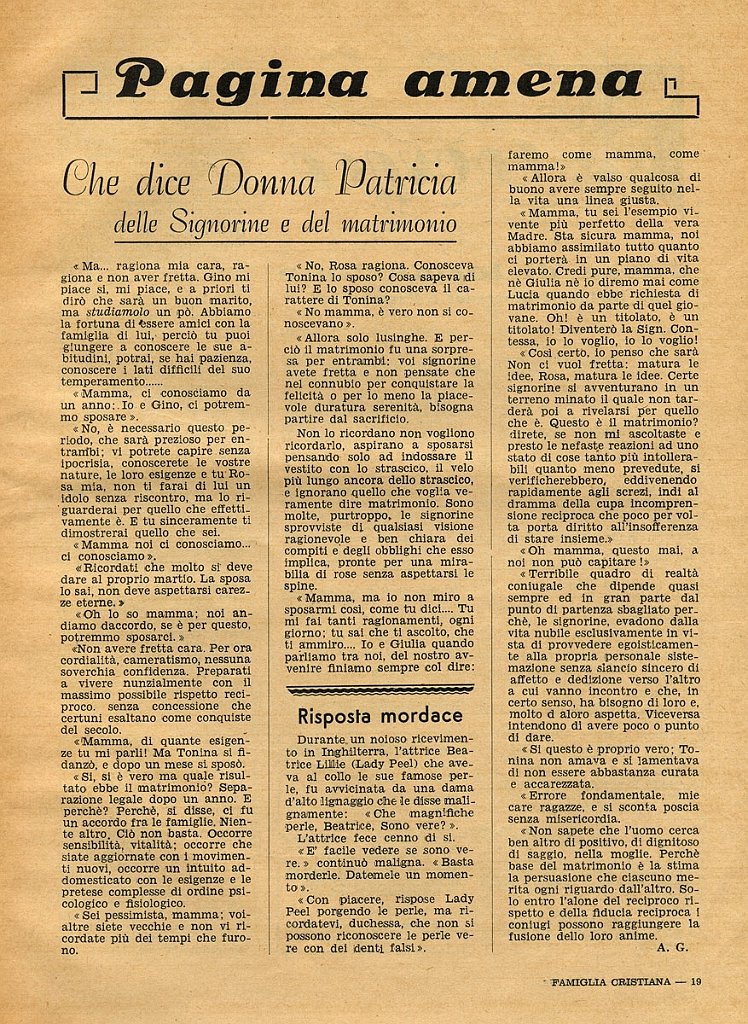 Pagina amena
Che dice Donna Patricia
delle Signorine e del matrimonio
« Ma... ragiona mia cara, ra-
giona e non aver fretta. Gino mi
piace sì, mi piace, e a priori ti
dirò che sarà un buon marito,
ma studiamolo un pò. Abbiamo
la fortuna di essere amici con la
famiglia di lui, perciò tu puoi
giungere a conoscere le sue a-
bitudini, potrai, se hai pazienza,
conoscere i lati difficili del suo
temperamento......
« Mamma, ci conosciamo da
un anno: Io e Gino, ci potrem-
mo sposare ».
« No, è necessario questo pe-
riodo, che sarà prezioso per en-
trambi; vi potrete capire senza
ipocrisia, conoscerete le vostre
nature, le loro esigenze e tu Ro-
sa mia, non ti farai di lui un
idolo senza riscontro, ma lo ri-
guarderai per quello che effetti-
vamente è. E tu sinceramente ti
dimostrerai quello che sei.
« Mamma noi ci conosciamo...
ci conosciamo ».
« Ricordati che molto si deve
dare al proprio martio. La sposa
lo sai, non deve aspettarsi carez-
ze eterne. »
« Oh lo so mamma; noi an-
diamo daccordo, se è per questo,
potremmo sposarci. »
«Non avere fretta cara. Per ora
cordialità, cameratismo, nessuna
soverchia confidenza. Preparati
a vivere nunzialmente con il
massimo possibile rispetto reci-
proco. senza concessione che
certuni esaltano come conquiste
del secolo.
« Mamma, di quante esigen-
ze tu mi parli! Ma Tonina si fi-
danzò, e dopo un mese si sposò.
« Si, si è vero ma quale risul-
tato ebbe il matrimonio? Sepa-
razione legale dopo un anno. E
perchè? Perchè, si disse, ci fu
un accordo fra le famiglie. Nien-
te altro. Ciò non basta. Occorre
sensibilità, vitalità; occorre che
siate aggiornate con i movimen-
ti nuovi, occorre un intuito ad-
domesticato con le esigenze e le
pretese complesse di ordine psi-
cologico e fisiologico.
« Sei pessimista, mamma; voi-
altre siete vecchie e non vi ri-
cordate più dei tempi che furo-
no.
« No, Rosa ragiona. Conosceva
Tonina lo sposo? Cosa sapeva di
lui? E lo sposo conosceva il ca-
rattere di Tonina?
« No mamma, è vero non si co-
noscevano ».
« Allora solo lusinghe. E per-
ciò il matrimonio fu una sorpre-
sa per entrambi: voi signorine
avete fretta e non pensate che
nel connubio per conquistare la
felicità o per lo meno la piace-
vole duratura serenità, bisogna
partire dal sacrificio.
Non lo ricordano non vogliono
ricordarlo, aspirano a sposarsi
pensando solo ad indossare il
vestito con lo strascico, il velo
più lungo ancora dello strascico,
e ignorano quello che voglia ve-
ramente dire matrimonio. Sono
molte, purtroppo, le signorine
sprovviste di qualsiasi visione
ragionevole e ben chiara dei
compiti e degli obblighi che esso
implica, pronte per una mira-
bilia di rose senza aspettarsi le
spine.
« Mamma, ma io non miro a
sposarmi così, come tu dici.... Tu
mi fai tanti ragionamenti, ogni
giorno; tu sai che ti ascolto, che
ti ammiro.... Io e Giulia quando
parliamo tra noi, del nostro av-
venire finiamo sempre col dire:
Risposta mordace
Durante un noioso ricevimen-
to in Inghilterra, l'attrice Bea-
trice Lillie (Lady Peel) che ave-
va al collo le sue famose per-
le, fu avvicinata da una dama
d'alto lignaggio che le disse mali-
gnamente: « Che magnifiche
perle, Beatrice, Sono vere? ».
L'attrice fece cenno di sì.
« E' facile vedere se sono ve-
re. » continuò maligna. « Basta
morderle. Datemele un momen-
to ».
« Con piacere, rispose Lady
Peel porgendo le perle, ma ri-
cordatevi, duchessa, che non si
possono riconoscere le perle ve-
re con dei denti falsi ».
faremo come mamma, come
mamma!»
« Allora è valso qualcosa di
buono avere sempre seguito nel-
la vita una linea giusta.
« Mamma, tu sei l'esempio vi-
vente più perfetto della vera
Madre. Sta sicura mamma, noi
abbiamo assimilato tutto quanto
ci porterà in un piano di vita
elevato. Credi pure, mamma, che
nè Giulia nè io diremo mai come
Lucia quando ebbe richiesta di
matrimonio da parte di quel gio-
vane. Oh! è un titolato, è un
titolato! Diventerò la Sign. Con-
tessa, io lo voglio, io lo voglio!
« Così certo, io penso che sarà
Non ci vuol fretta; matura le
idee, Rosa, matura le idee. Certe
signorine si avventurano in un
terreno minato il quale non tar-
derà poi a rivelarsi per quello
che è. Questo è il matrimonio?
direte, se non mi ascoltaste e
presto le nefaste reazioni ad uno
stato di cose tanto più intollera-
bili quanto meno prevedute, si
verificherebbero, eddivenendo
rapidamente agli screzi, indi al
dramma della cupa incompren-
sione reciproca che poco per vol-
ta porta diritto all'insofferenza
di stare insieme.»
« Oh mamma, questo mai, a
noi non può capitare !»
« Terribile quadro di realtà
coniugale che dipende quasi
sempre ed in gran parte dal
punto di partenza sbagliato per-
chè, le signorine, evadono dalla
vita nubile esclusivamente in vi-
sta di provvedere egoisticamen-
te alla propria personale siste-
mazione senza slancio sincero di
affetto e dedizione verso l'altro
a cui vanno incontro e che, in
certo senso, ha bisogno di loro e,
molto d aloro aspetta. Viceversa
intendono di avere poco o punto
di dare.
« Sì questo è proprio vero; To-
nina non amava e si lamentava
di non essere abbastanza curata
e accarezzata.
« Errore fondamentale, mie
care ragazze, e si sconta poscia
senza misericordia.
« Non sapete che l'uomo cerca
ben altro di positivo, di dignitoso
di saggio, nella moglie. Perchè
base del matrimonio è la stima
la persuasione che ciascuno me-
rita ogni riguardo dall'altro. So-
lo entro l'alone del reciproco ri-
spetto e della fiducia reciproca i
coniugi possono raggiungere la
fusione dello loro anime.
A. G.
FAMIGLIA CRISTIANA — 19